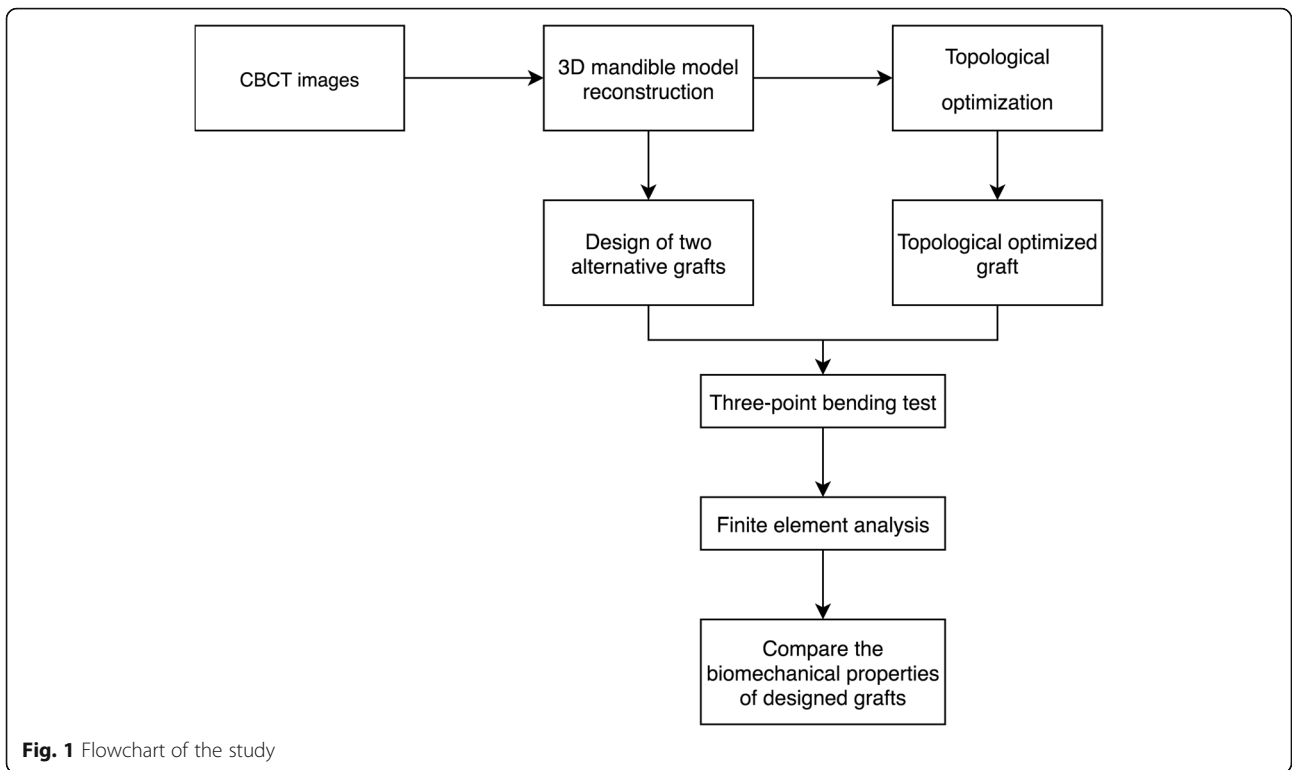 CBCT images
3D mandible model
reconstruction
Topological
optimization
Design of two
alternative grafts
Topological optimized
graft
Three-point bending test
Finite element analysis
Compare the
biomechanical properties
of designed grafts
Fig. 1 Flowchart of the study